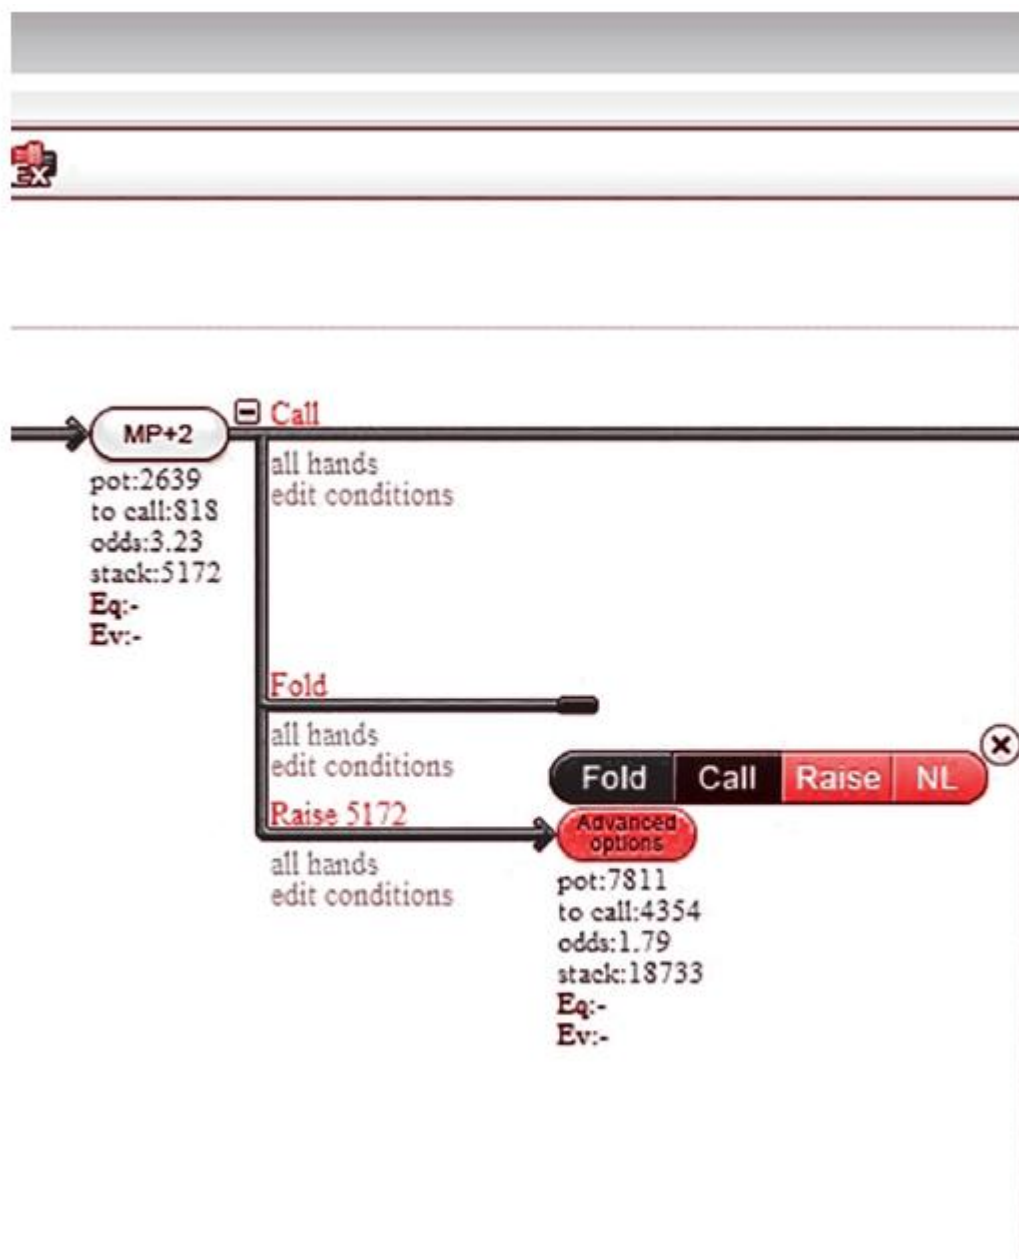 EX
MP+2
pot:2639
to call:818
odds:3.23
stack:5172
Eq:-
Ev:-
Call
all hands
edit conditions
Fold
all hands
edit conditions
Raise 5172
all hands
edit conditions
Fold Call Raise NL
Advanced
options
pot:7811
to call:4354
odds:1.79
stack:18733
Eq:-
Ev:-